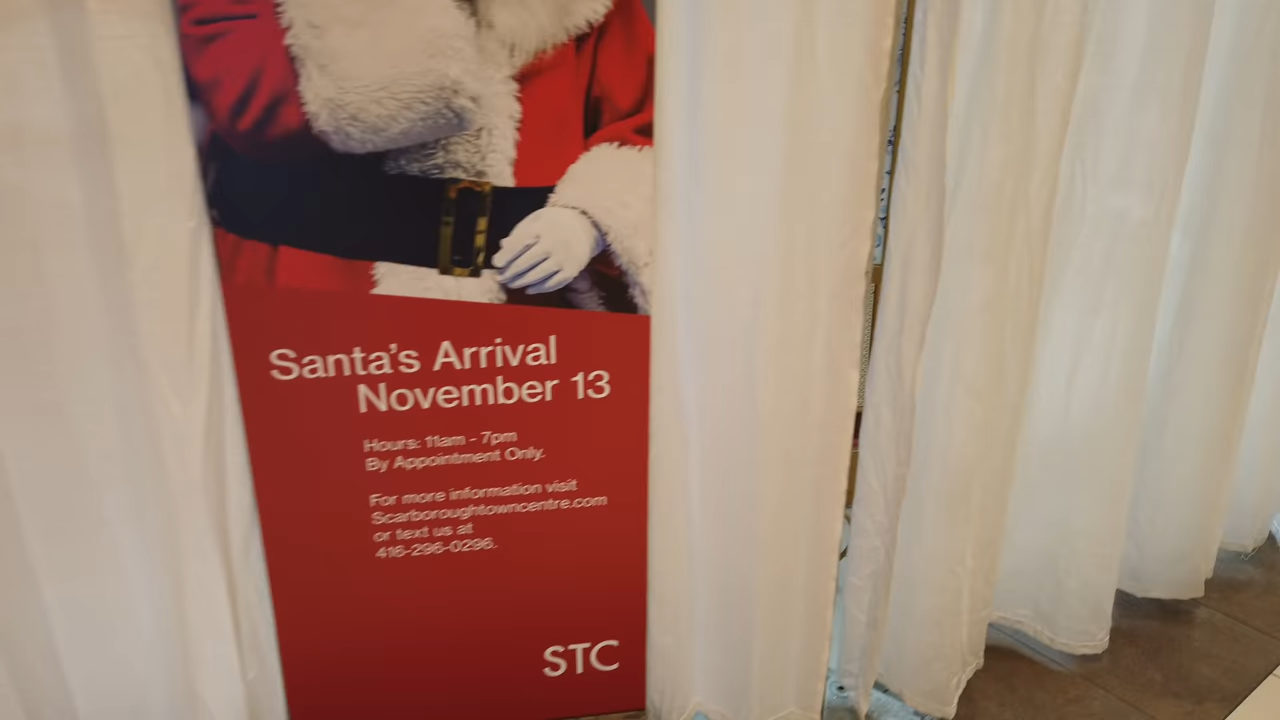 Santa's Arrival
November 13
Hours: 11am - 7pm
By Appointment Only.
For more information visit
Scarboroughtowncentre.com
or text us at
416-296-0296.
STC